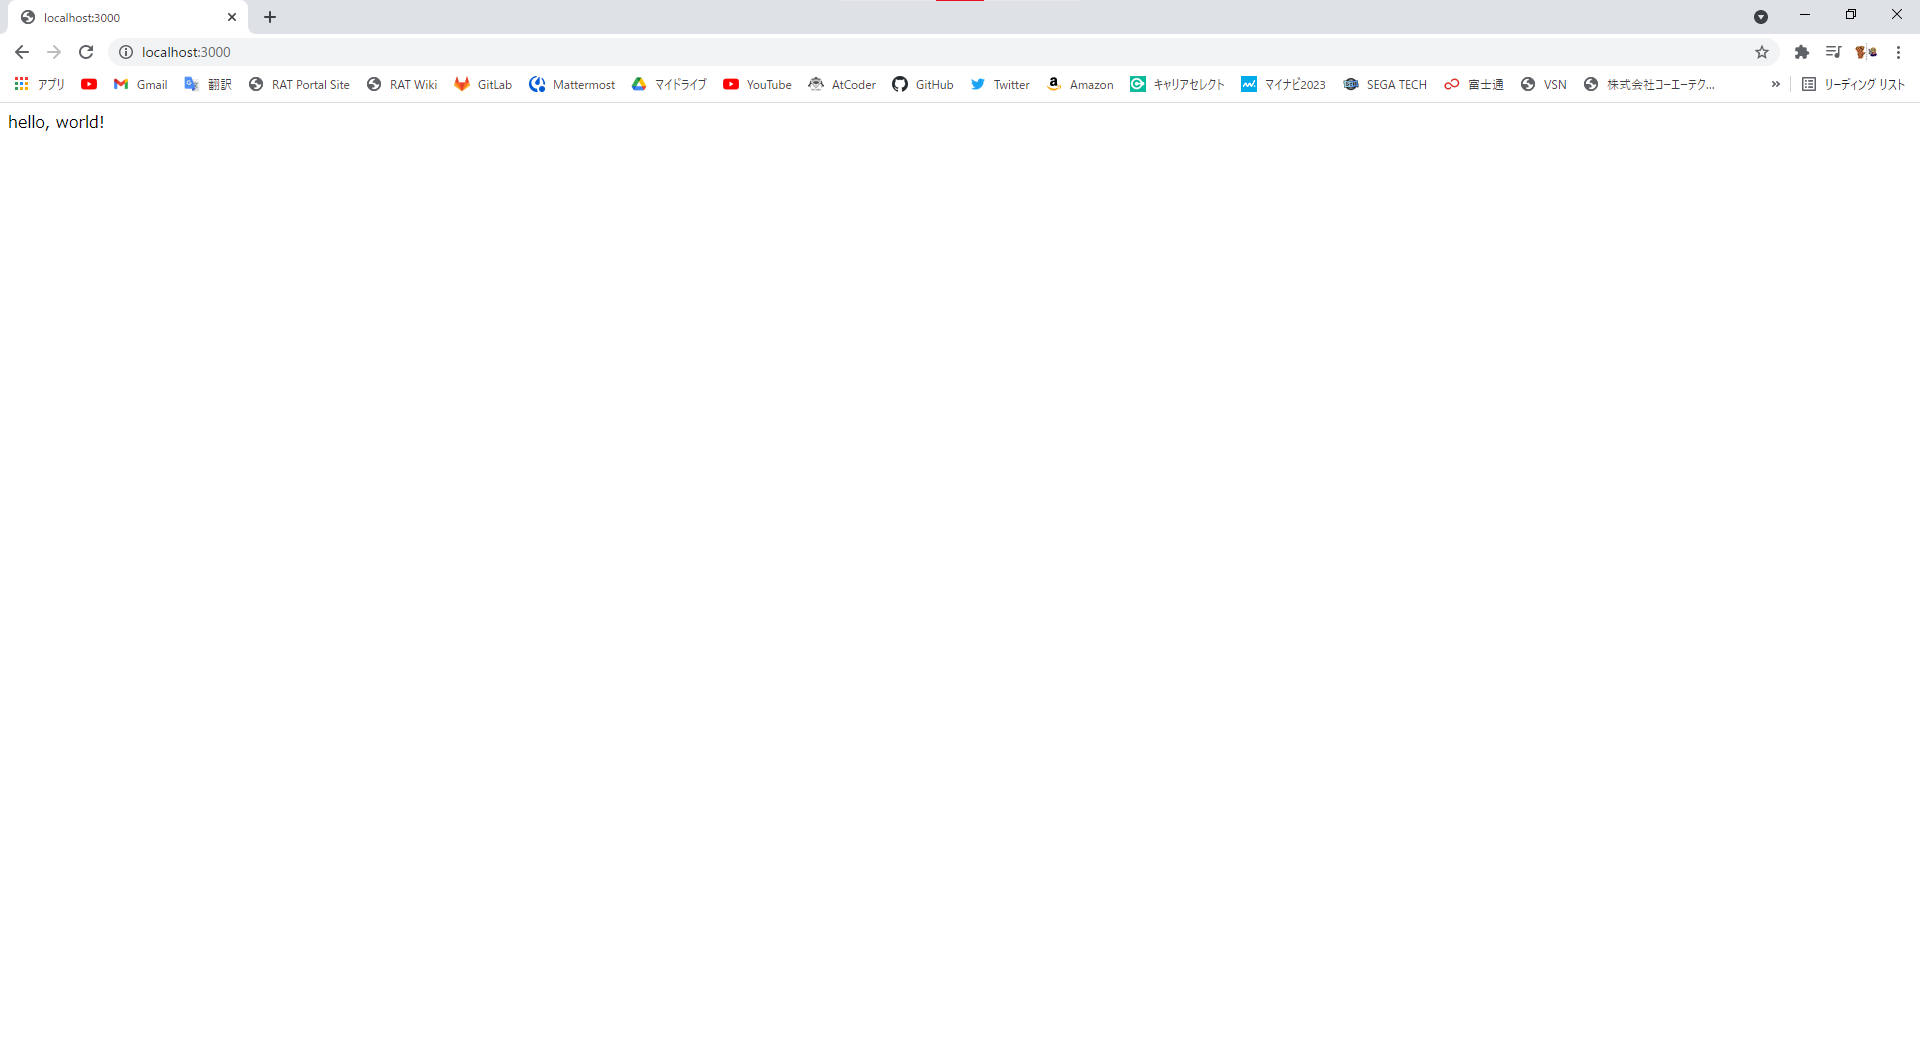 localhost:3000
localhost:3000
アプリ Gmail 翻訳 RAT Portal Site RAT Wiki GitLab Mattermost マイドライブ YouTube AtCoder GitHub Twitter Amazon キャリアセレクト マイナビ2023 SEGA TECH 富士通 VSN 株式会社コーエーテク... » リーディング リスト
hello, world!